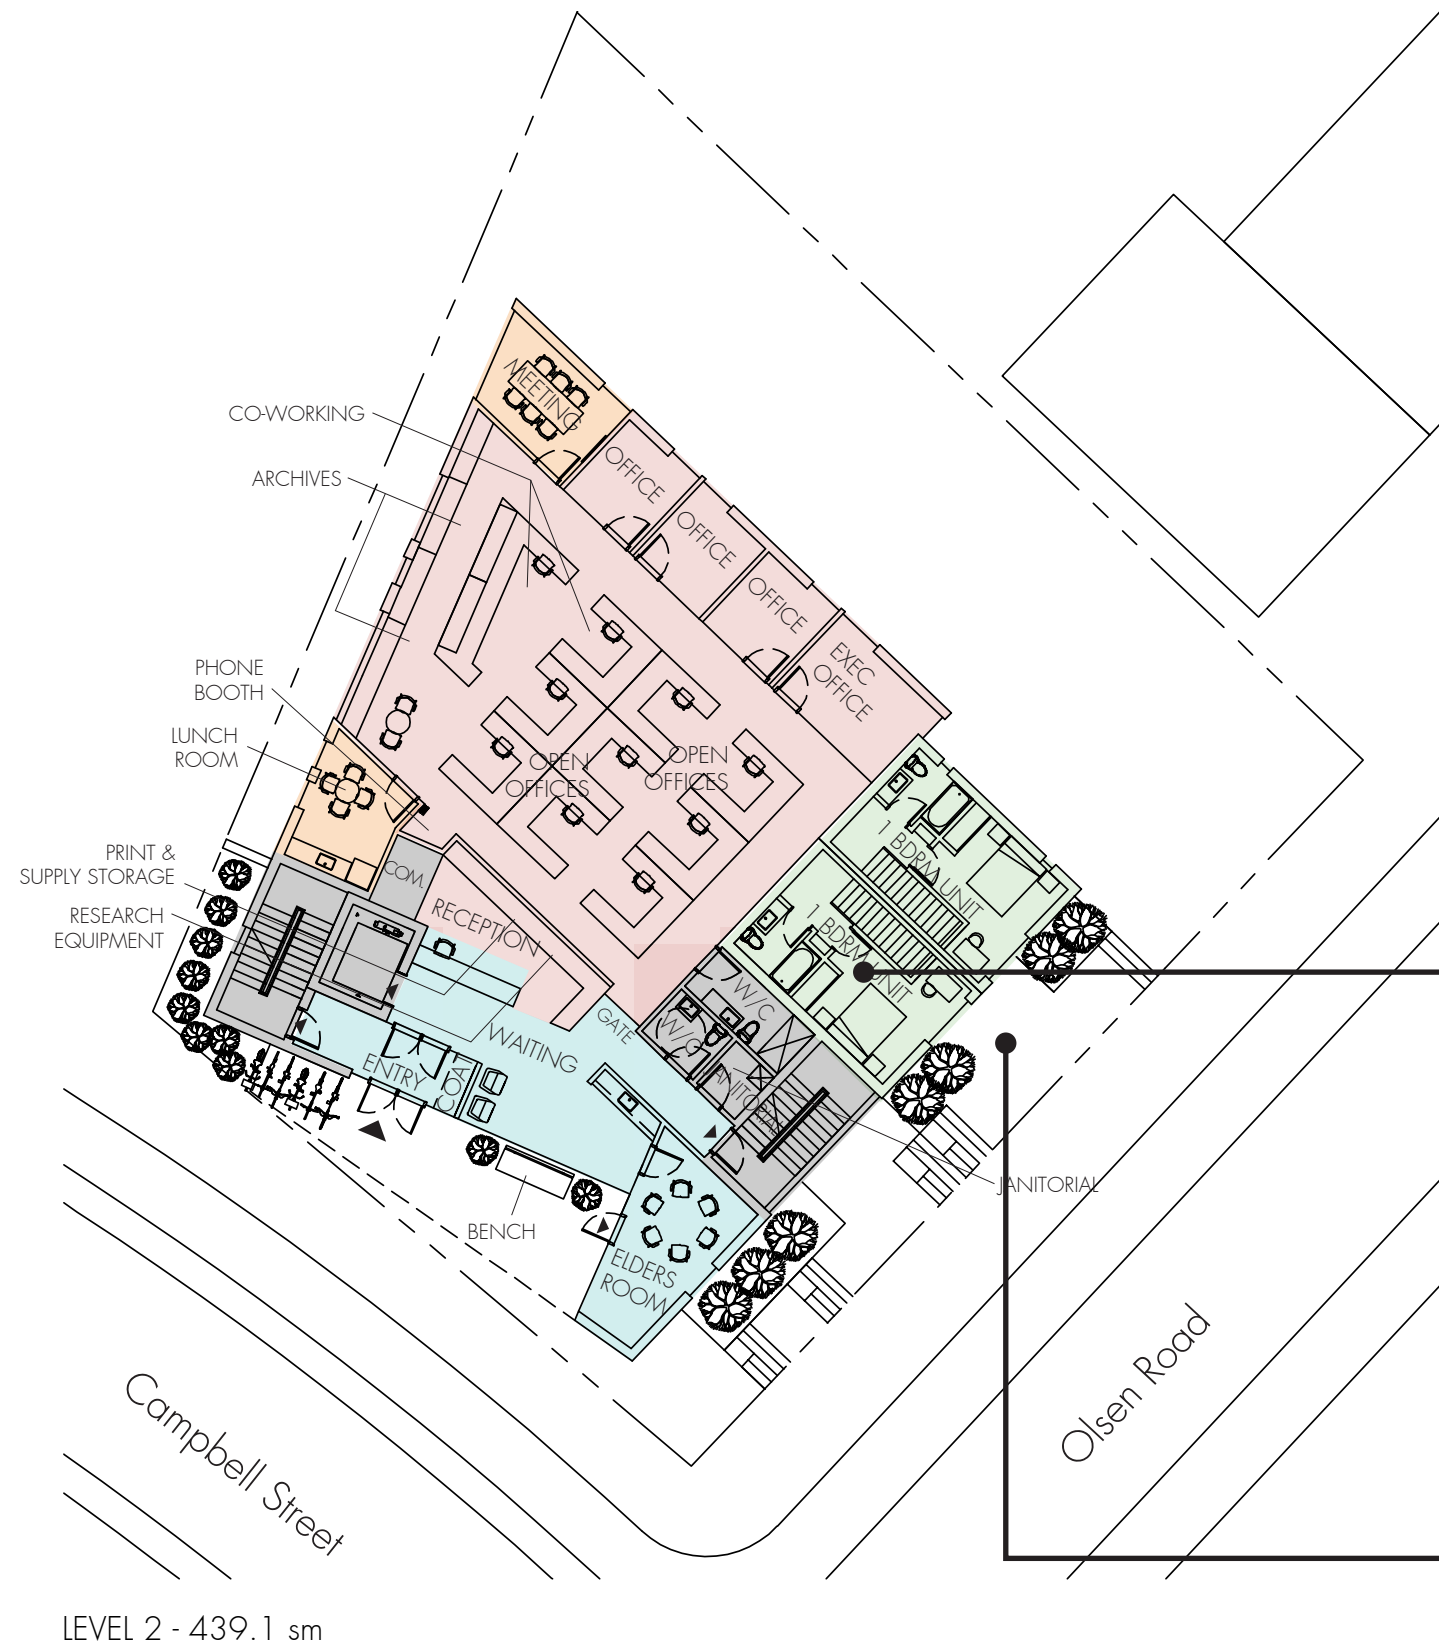 MEETING
CO-WORKING
OFFICE
ARCHIVES
OFFICE
OFFICE
EXEC
OFFICE
PHONE
BOOTH
LUNCH
ROOM
OPEN
OFFICES
OPEN
OFFICES
1 BDRM UNIT
PRINT &
SUPPLY STORAGE
COM.
RECEPTION
1 BDRM UNIT
RESEARCH
EQUIPMENT
W/C
GATE
W/C
WAITING
ENTRY
COAT
JANITORIAL
JANITORIAL
BENCH
ELDERS
ROOM
Olsen Road
Campbell Street
LEVEL 2 - 439.1 sm